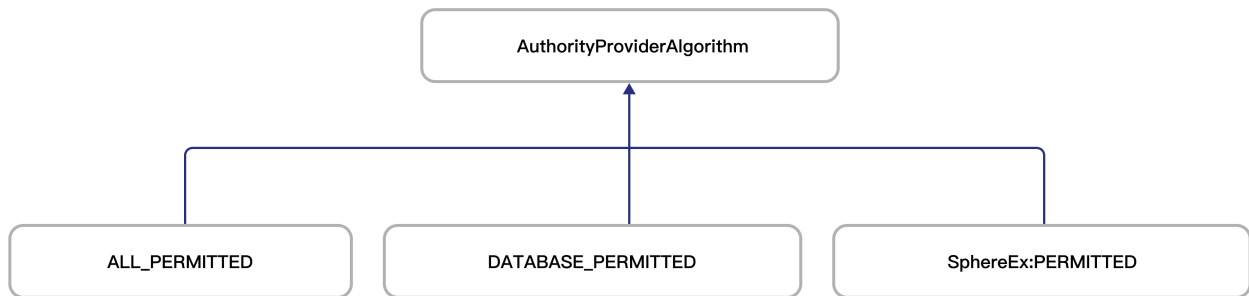 AuthorityProviderAlgorithm
ALL_PERMITTED
DATABASE_PERMITTED
SphereEx:PERMITTED